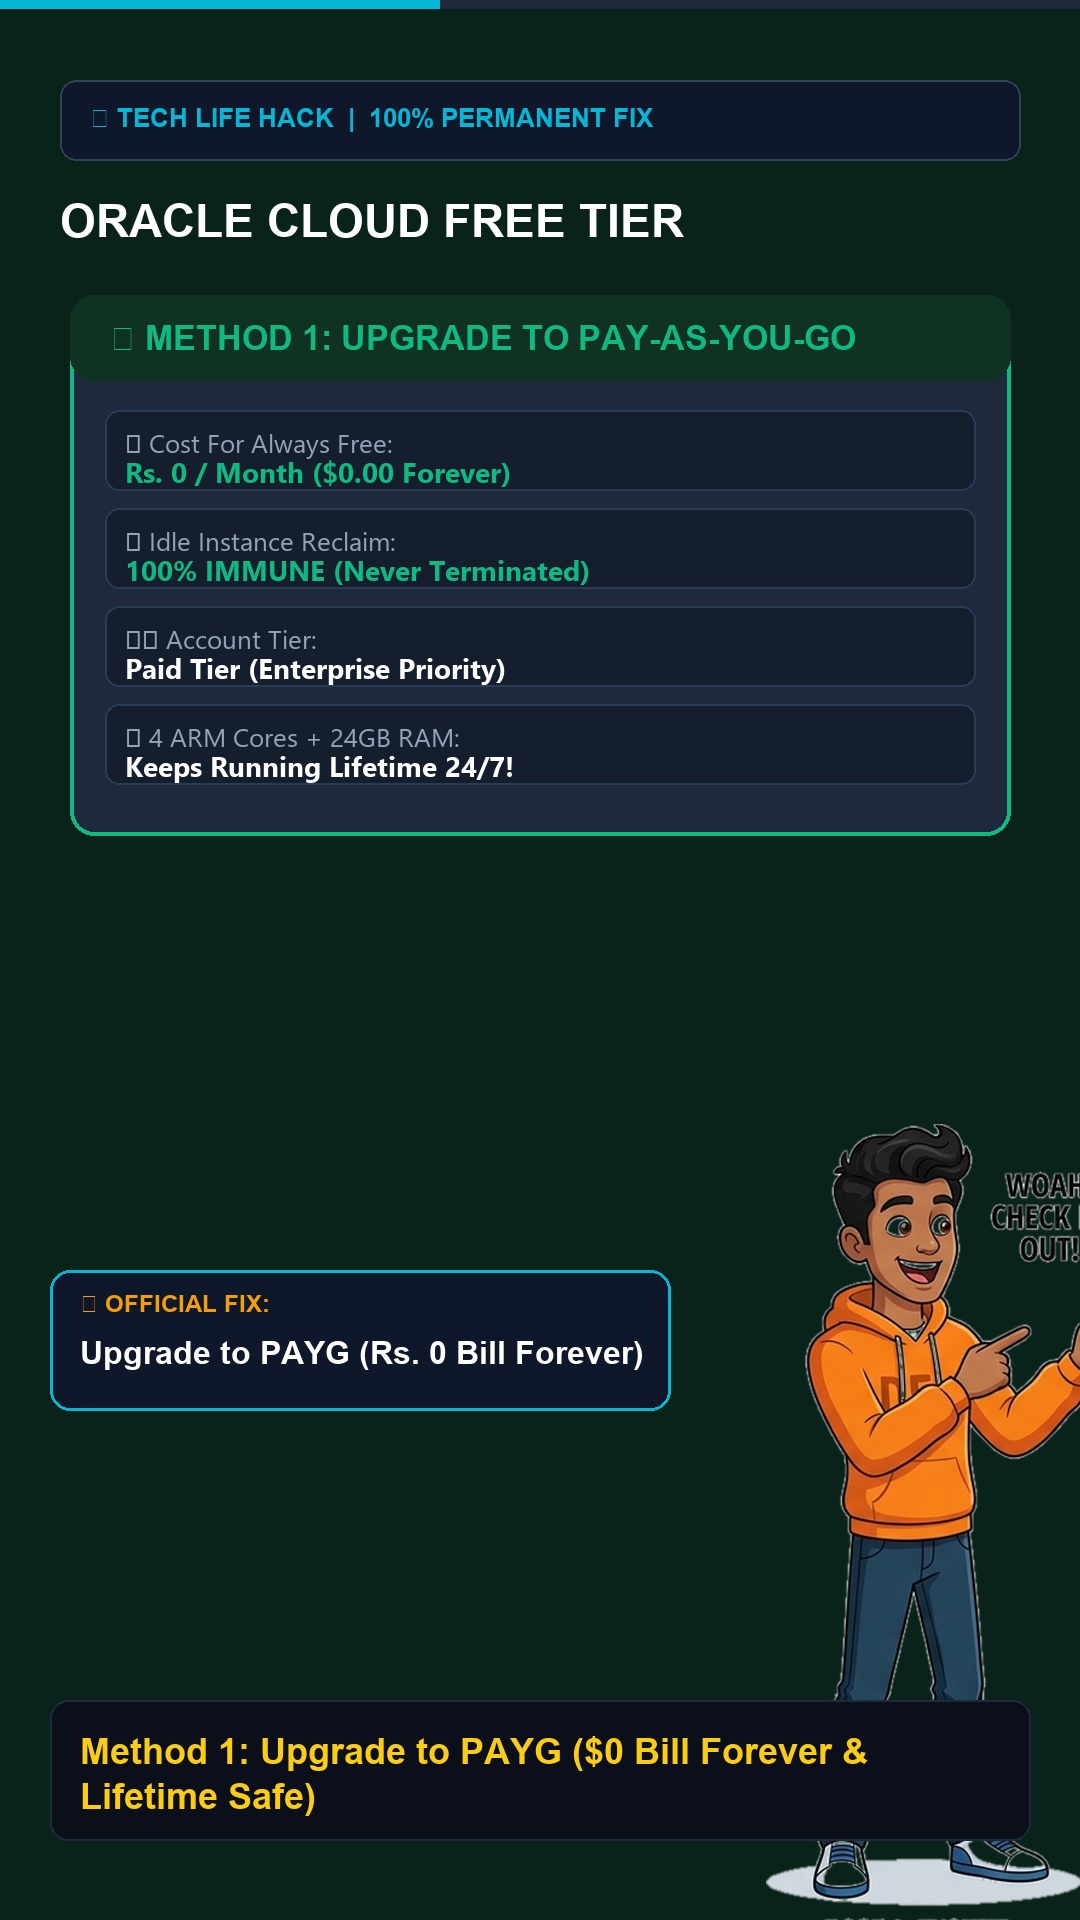 TECH LIFE HACK | 100% PERMANENT FIX
ORACLE CLOUD FREE TIER
METHOD 1: UPGRADE TO PAY-AS-YOU-GO
Cost For Always Free:
Rs. 0 / Month ($0.00 Forever)
Idle Instance Reclaim:
100% IMMUNE (Never Terminated)
Account Tier:
Paid Tier (Enterprise Priority)
4 ARM Cores + 24GB RAM:
Keeps Running Lifetime 24/7!
WOAH
CHECK
OUT!
OFFICIAL FIX:
Upgrade to PAYG (Rs. 0 Bill Forever)
Method 1: Upgrade to PAYG ($0 Bill Forever &
Lifetime Safe)